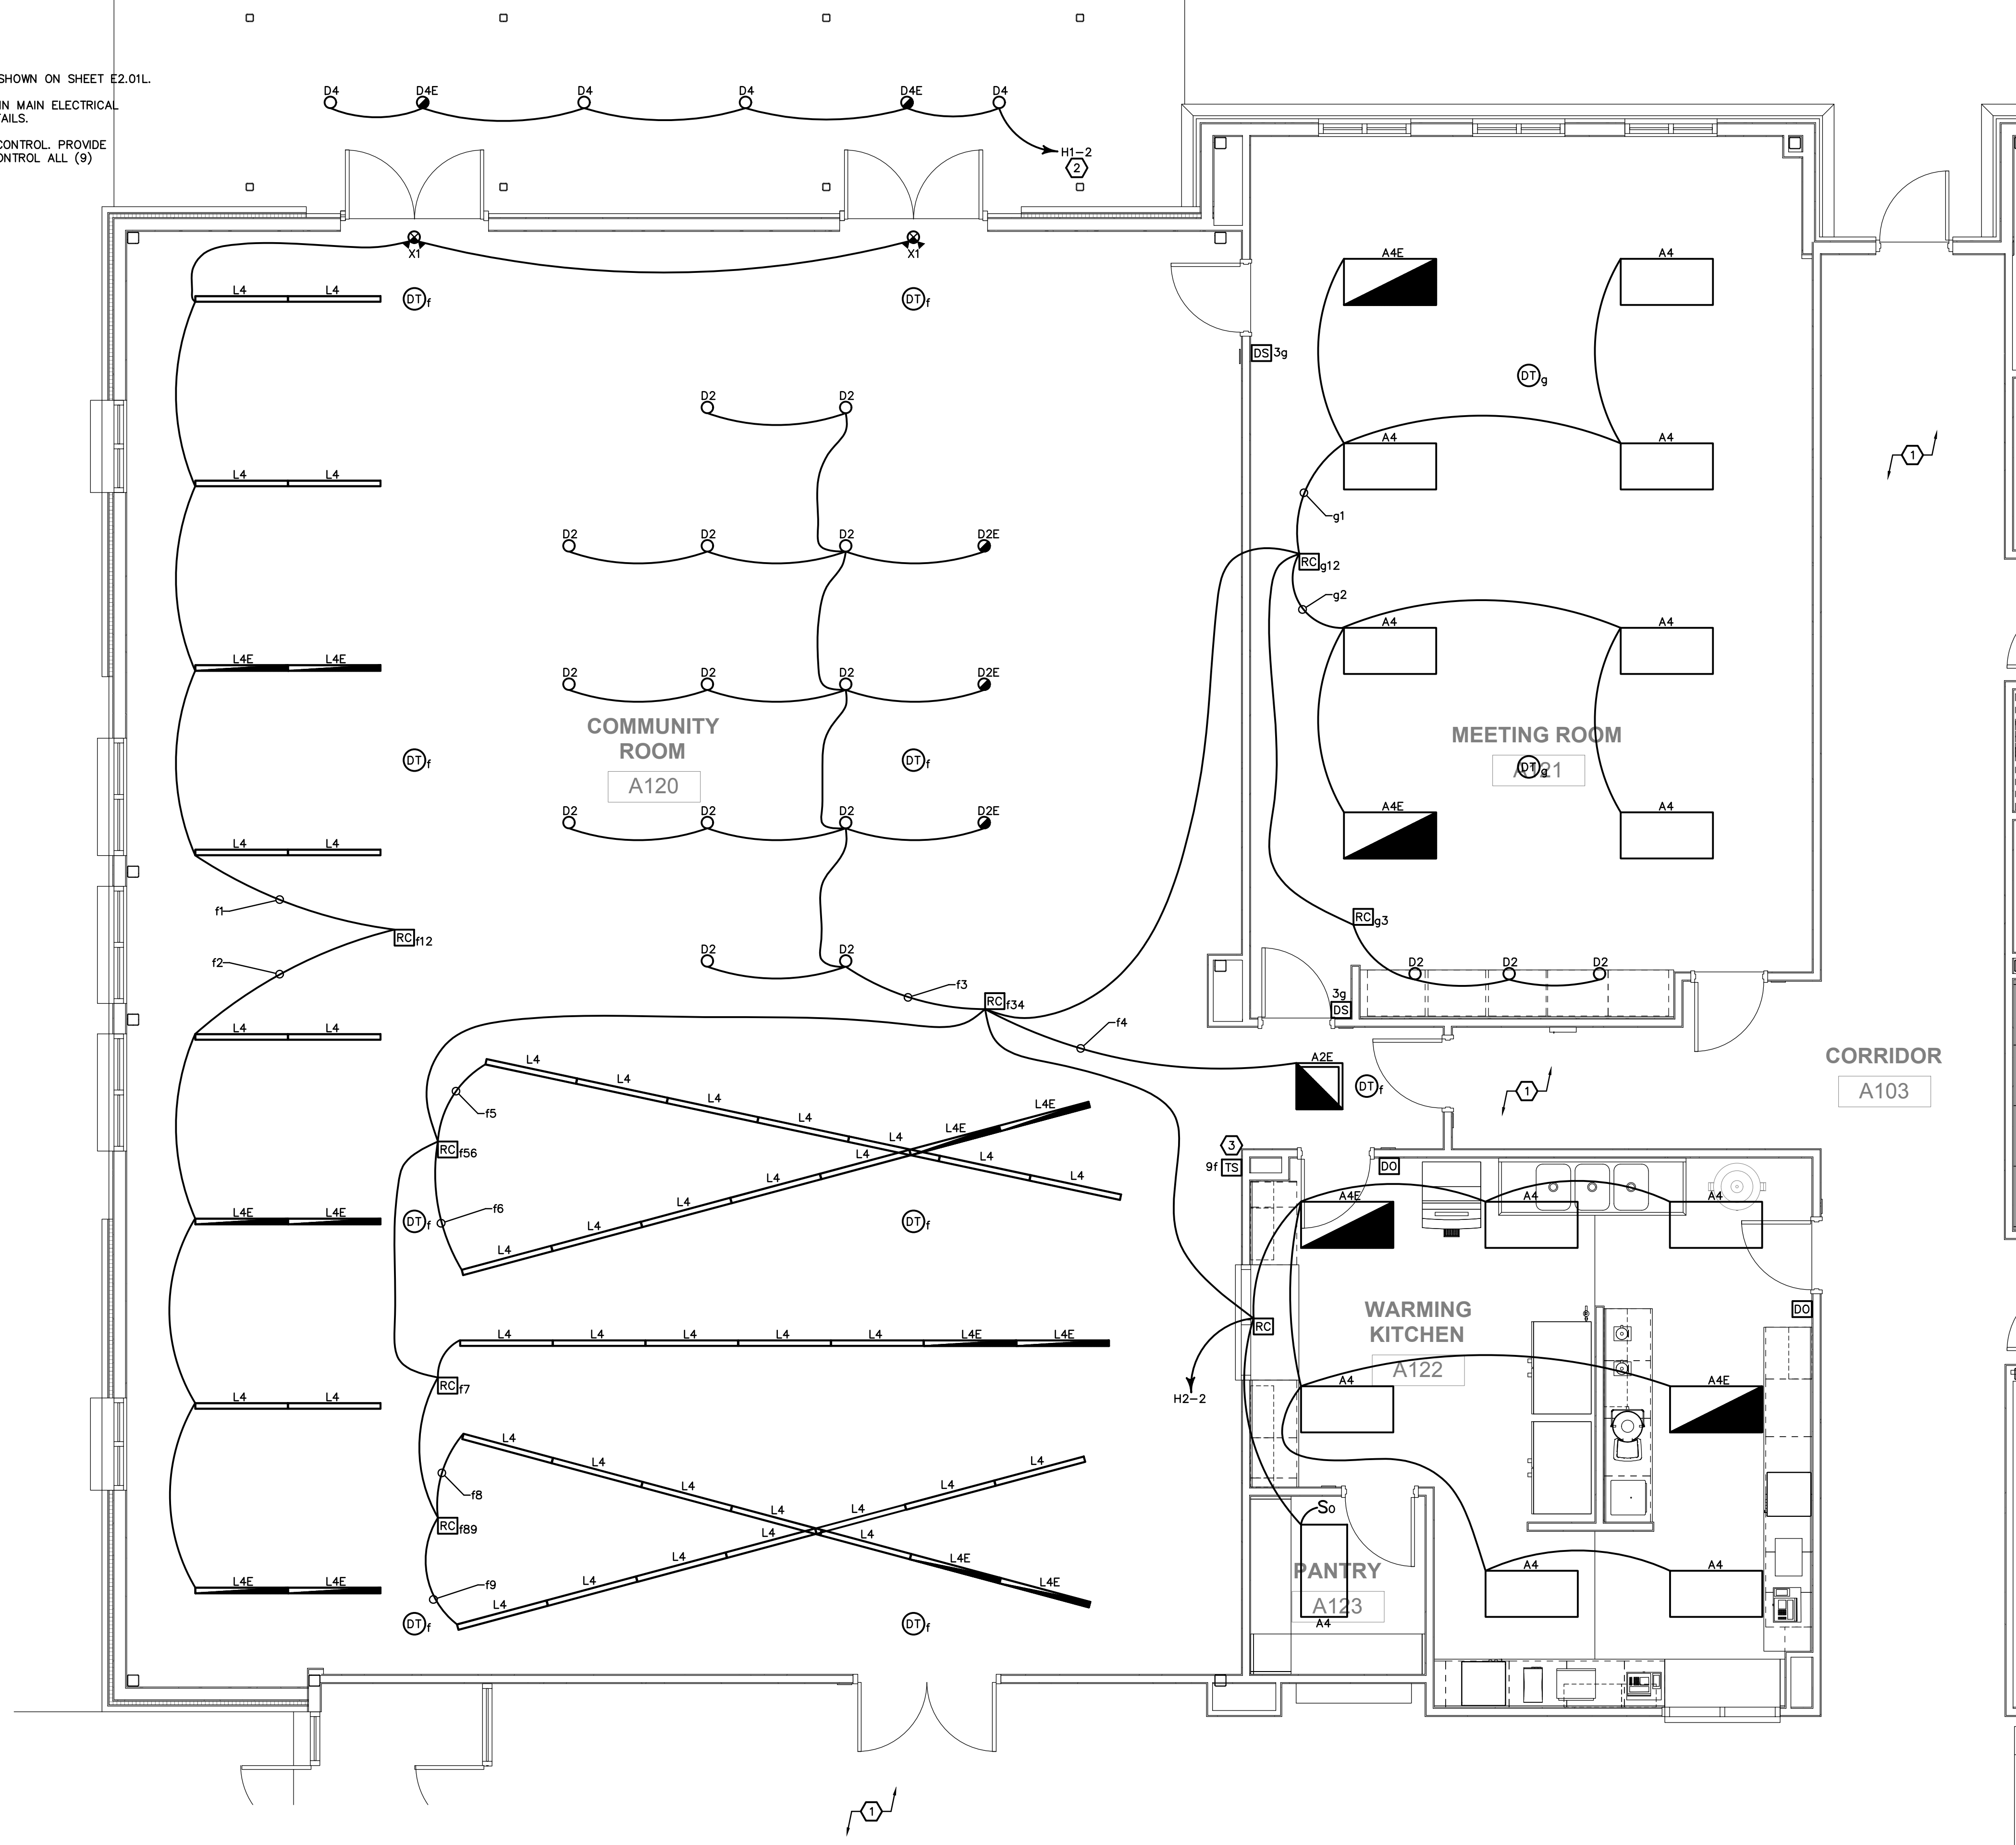 SHOWN ON SHEET E2.01L.
IN MAIN ELECTRICAL
TAILS.
CONTROL. PROVIDE
ONTROL ALL (9)
D4 D4E D4 D4 D4E D4
H1-2
2
X1 X1
L4 L4 DT f DT f
A4E A4
DS 3g
DT g
D2 D2
A4 A4
1
L4 L4
g1
D2 D2 D2 D2E
RC g12
g2
A4 A4
L4E L4E
D2 D2 D2 D2E
COMMUNITY
ROOM
A120
MEETING ROOM
A121
DT f DT f DT g
A4E A4
D2 D2 D2 D2E
L4 L4
f1
RC f12
RC g3
f2
D2 D2
D2 D2 D2
f3
RC f34
3g
DS
f4
L4 L4
L4 L4 L4 L4 L4 L4 L4
A2E
DT f
1
CORRIDOR
A103
f5
L4 L4 L4 L4 L4 L4E L4E
RC f56
3
9f TS
DO
f6
L4E L4E DT f DT f
A4E A4 A4
WARMING
KITCHEN
A122
DO
RC
L4 L4 L4 L4 L4 L4E L4E
RC f7
H2-2
L4 L4
A4 A4E
L4 L4 L4 L4 L4 L4E L4E
f8
RC f89
L4 L4 L4 L4 L4 L4 L4
So
f9
L4E L4E
PANTRY
A123
A4
A4 A4
DT f DT f
1